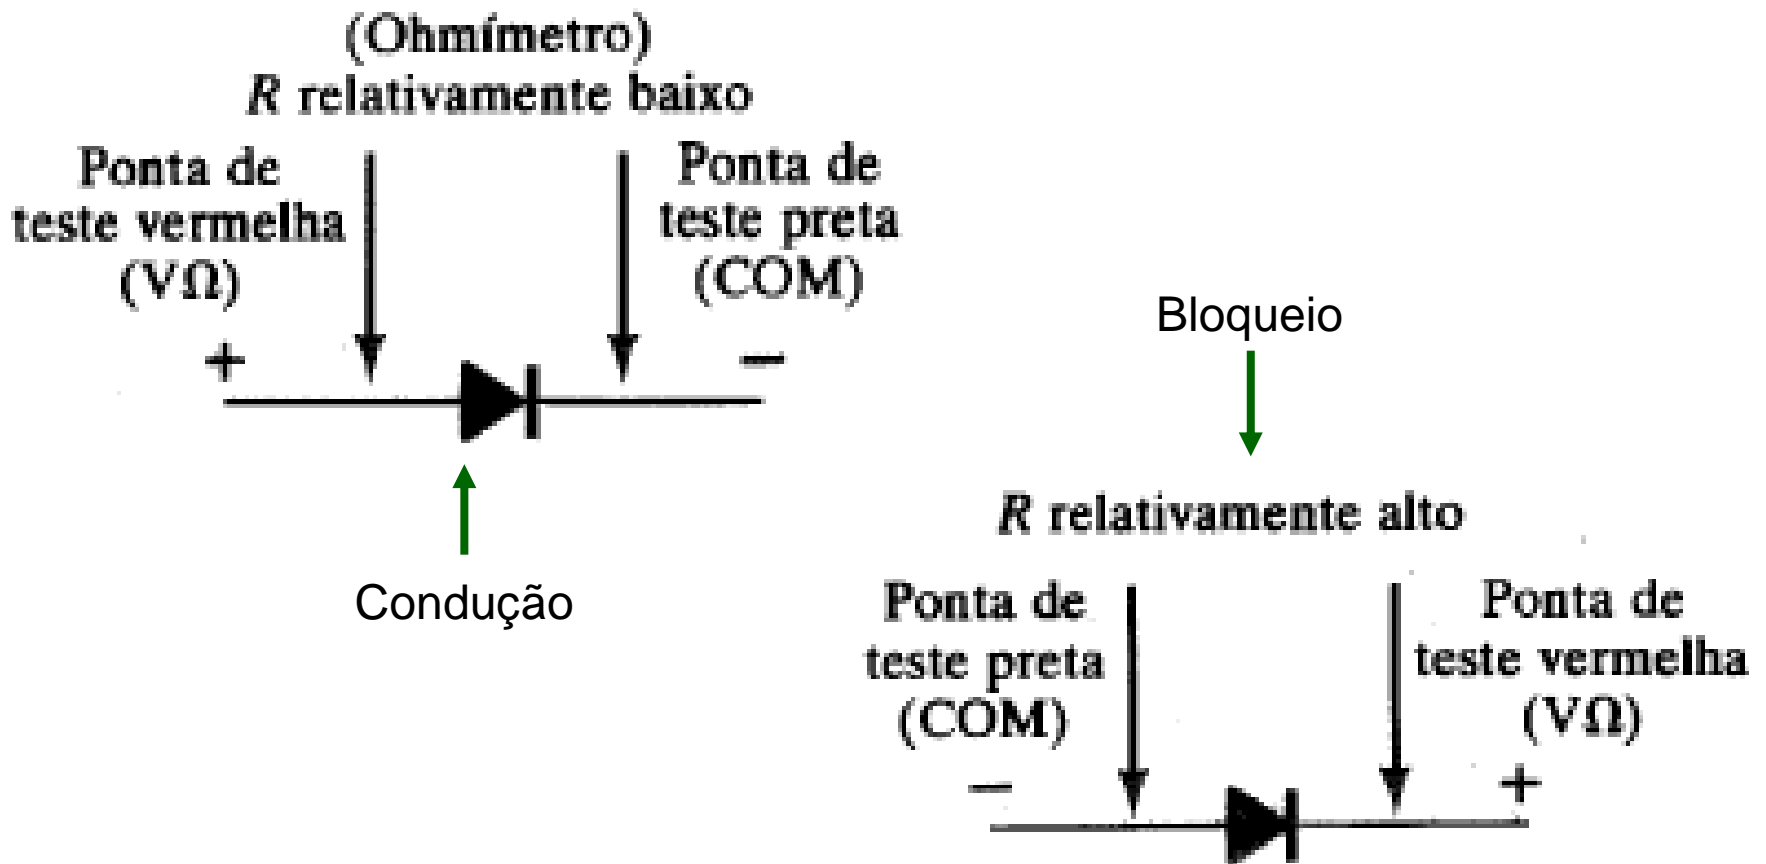 (Ohmímetro)
R relativamente baixo
Ponta de
teste vermelha
(VΩ)
Ponta de
teste preta
(COM)
+
−
Condução
Bloqueio
R relativamente alto
Ponta de
teste preta
(COM)
Ponta de
teste vermelha
(VΩ)
−
+